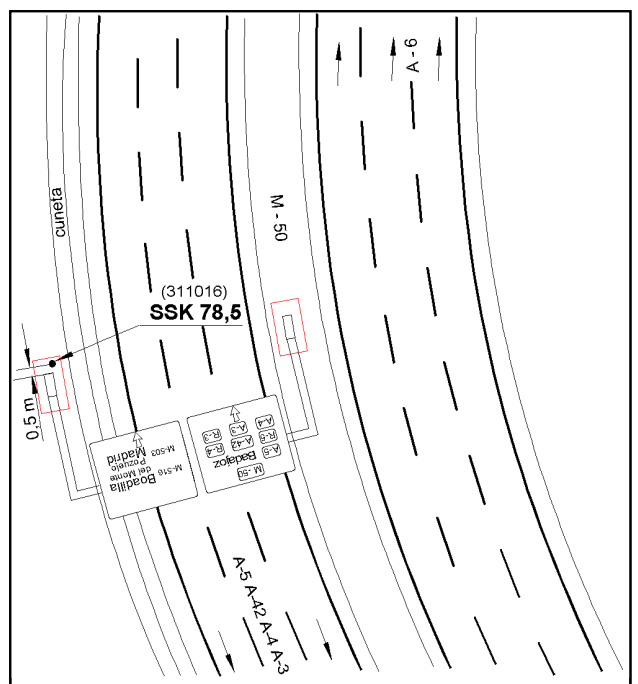 A - 6
cuneta
M - 50
(311016)
SSK 78,5
0,5 m
M-516
M-503
Boadilla
del Monte
Pozuelo
Madrid
M-50
Badajoz
A-5
R-5
A-4
A-42
A-3
R-4
R-3
A-5 A-42 A-4 A-3